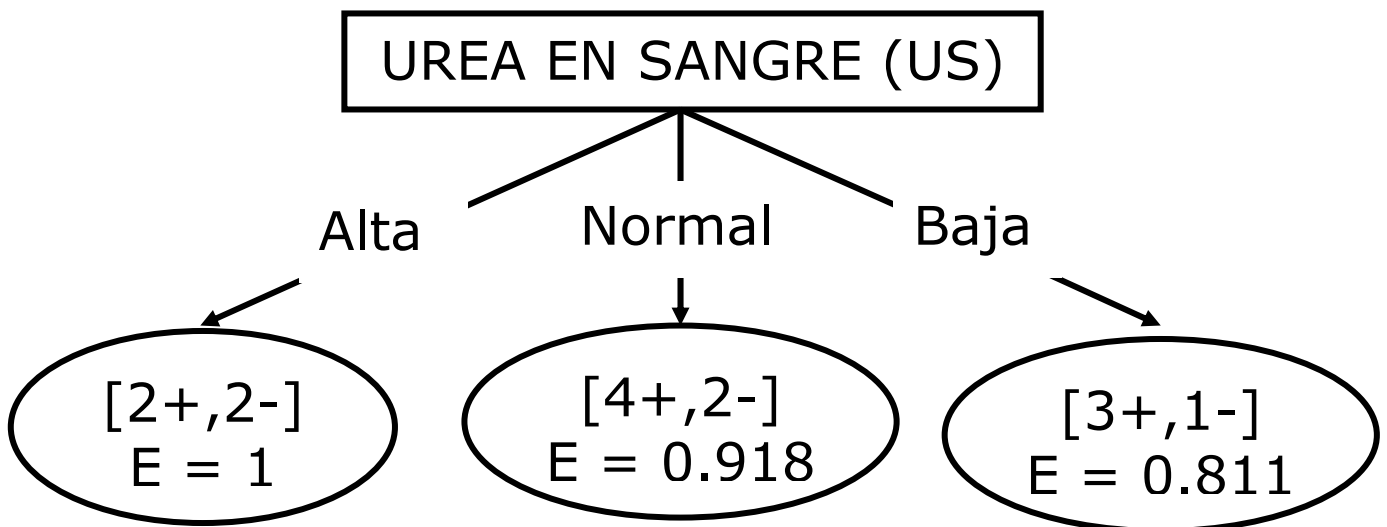 UREA EN SANGRE (US)
Alta
Normal
Baja
[2+,2-]
E = 1
[4+,2-]
E = 0.918
[3+,1-]
E = 0.811